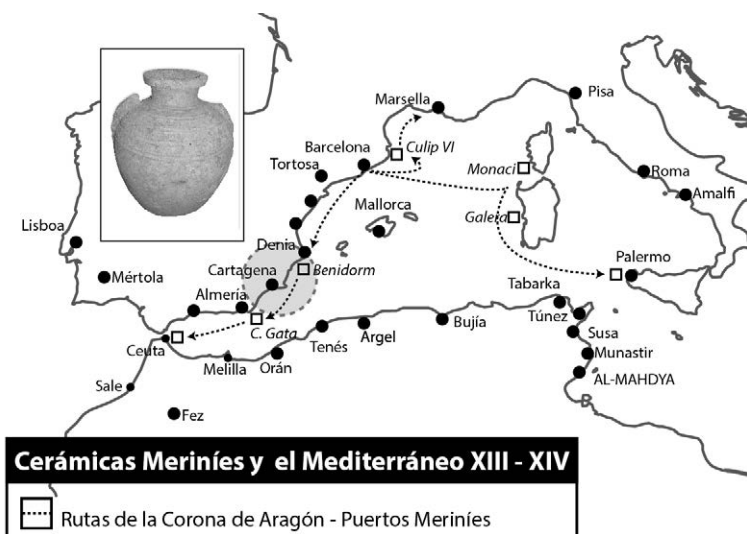 Marsella
Pisa
Barcelona
Culip VI
Tortosa
Monaci
Roma
Amalfi
Mallorca
Lisboa
Galera
Denia
Cartagena
Benidorm
Palermo
Mértola
Almeria
Tabarka
Túnez
C. Gata
Bujía
Argel
Tenés
Susa
Ceuta
Melilla
Orán
Munastir
Sale
AL-MAHDYA
Fez
Cerámicas Meriníes y el Mediterráneo XIII - XIV
Rutas de la Corona de Aragón - Puertos Meriníes